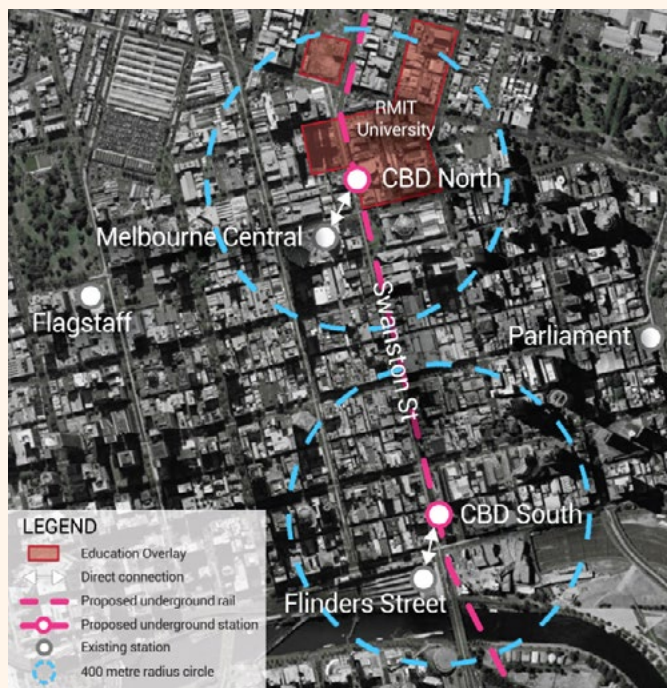 RMIT
University
CBD North
Melbourne Central
Flagstaff
Swanston St
Parliament
CBD South
Flinders Street
LEGEND
Education Overlay
Direct connection
Proposed underground rail
Proposed underground station
Existing station
400 metre radius circle